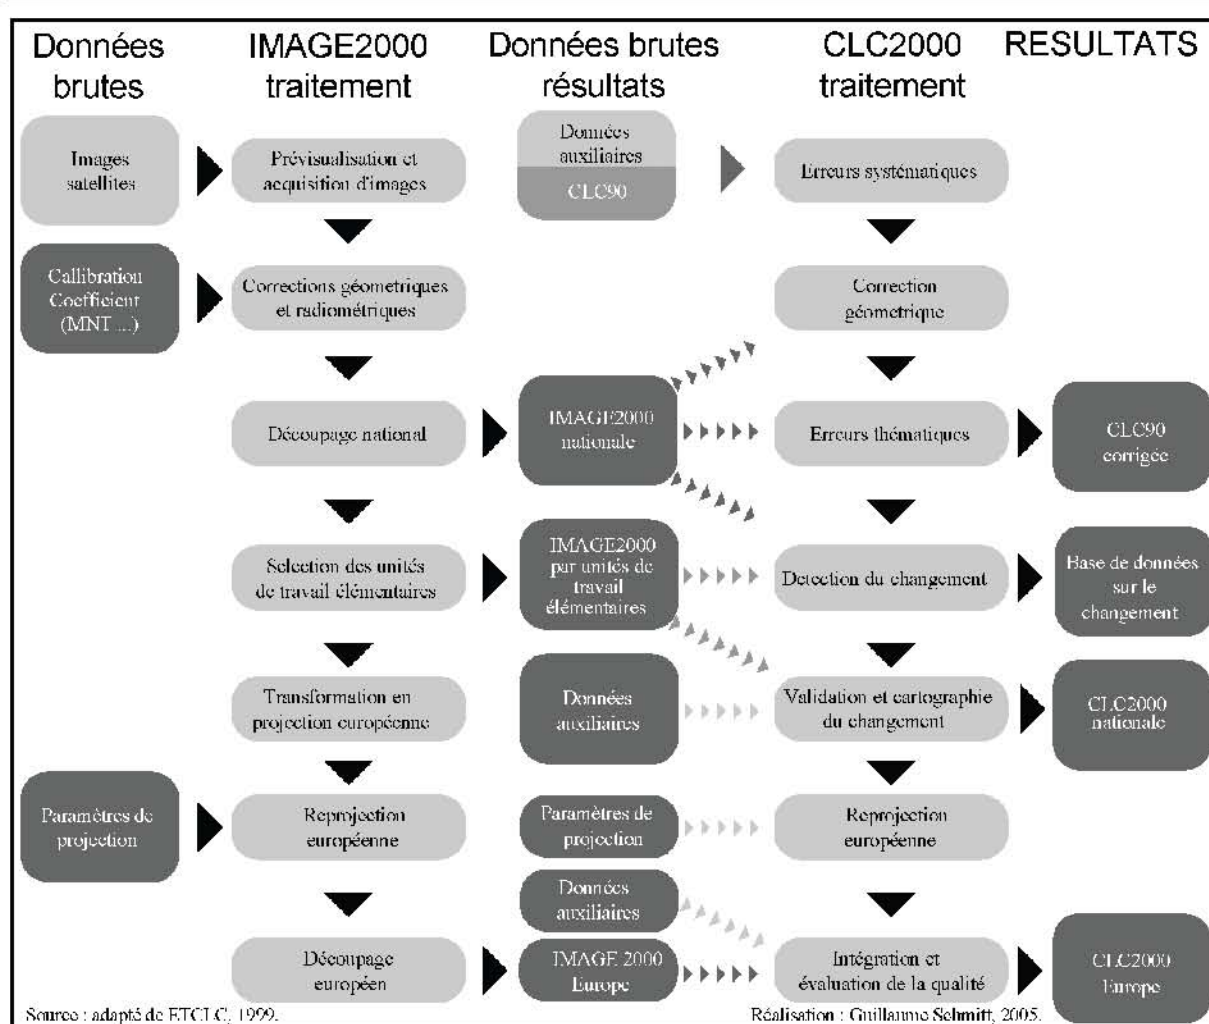 Données
brutes
IMAGE2000
traitement
Données brutes
résultats
CLC2000
traitement
RESULTATS
Images
satellites
Prévisualisation et
acquisition d'images
Données
auxiliaires
CLC90
Erreurs systématiques
Callibration
Coefficient
(MNT ...)
Corrections géometriques
et radiométriques
Correction
géometrique
Découpage national
IMAGE2000
nationale
Erreurs thématiques
CLC90
corrigée
Selection des unités
de travail élémentaires
IMAGE2000
par unités de
travail
élémentaires
Detection du changement
Base de données
sur le
changement
Transformation en
projection européenne
Données
auxiliaires
Validation et cartographie
du changement
CLC2000
nationale
Paramètres de
projection
Reprojection
européenne
Paramètres de
projection
Reprojection
européenne
Données
auxiliaires
Découpage
européen
IMAGE 2000
Europe
Intégration et
évaluation de la qualité
CLC2000
Europe
Source : adapté de ETCLC, 1999.
Réalisation : Guillaume Schmitt, 2005.